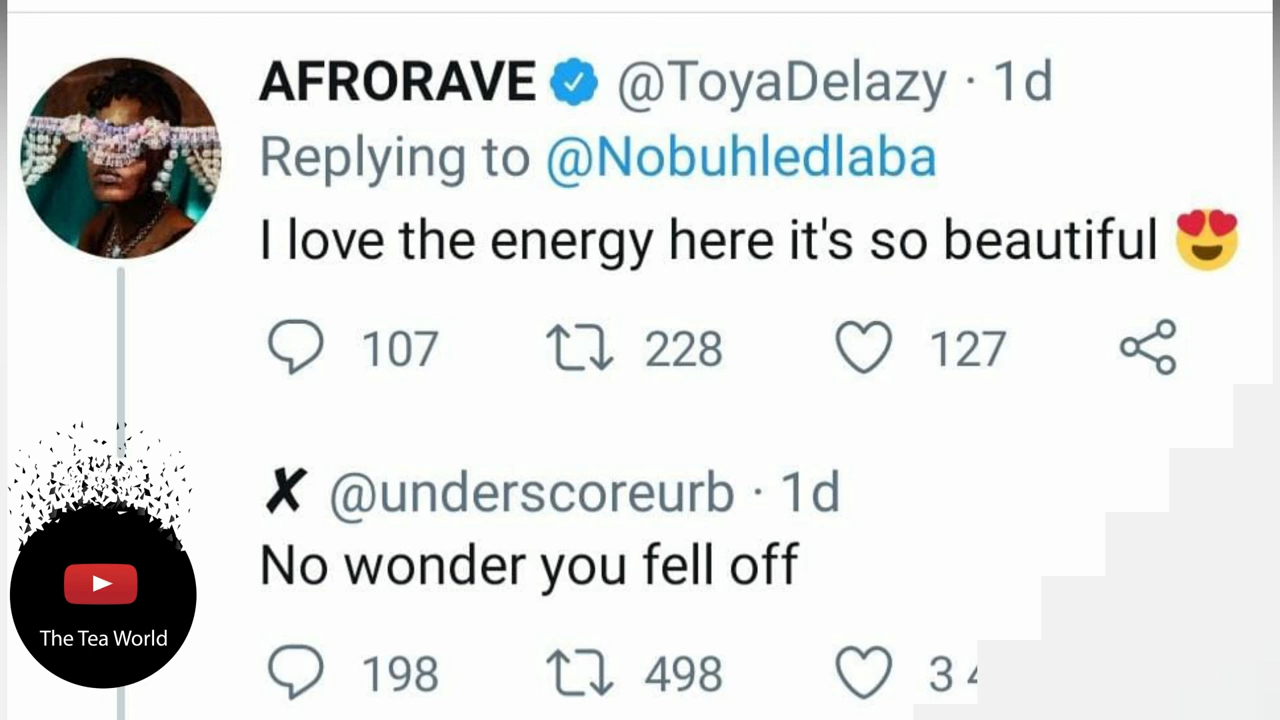 AFRORAVE @ToyaDelazy · 1d
Replying to @Nobuhledlaba
I love the energy here it's so beautiful 😍
107 228 127
✗ @underscoreurb · 1d
No wonder you fell off
The Tea World
198 498 3